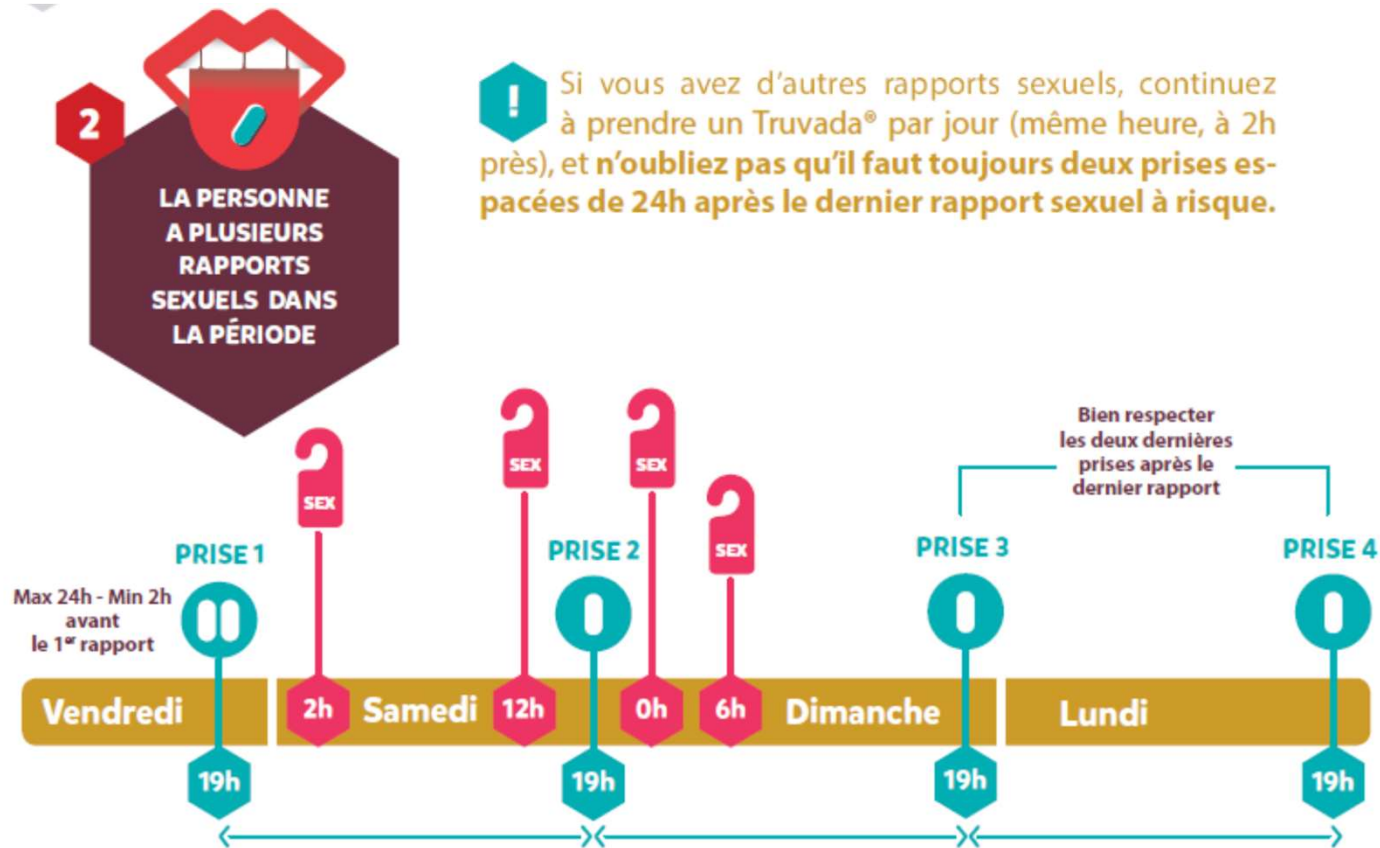 2
LA PERSONNE
A PLUSIEURS
RAPPORTS
SEXUELS DANS
LA PÉRIODE
!
Si vous avez d'autres rapports sexuels, continuez
à prendre un Truvada® par jour (même heure, à 2h
près), et n'oubliez pas qu'il faut toujours deux prises es-
pacées de 24h après le dernier rapport sexuel à risque.
Bien respecter
les deux dernières
prises après le
dernier rapport
SEX
SEX
SEX
SEX
PRISE 1
PRISE 2
PRISE 3
PRISE 4
Max 24h - Min 2h
avant
le 1er rapport
Vendredi
2h
Samedi
12h
0h
6h
Dimanche
Lundi
19h
19h
19h
19h